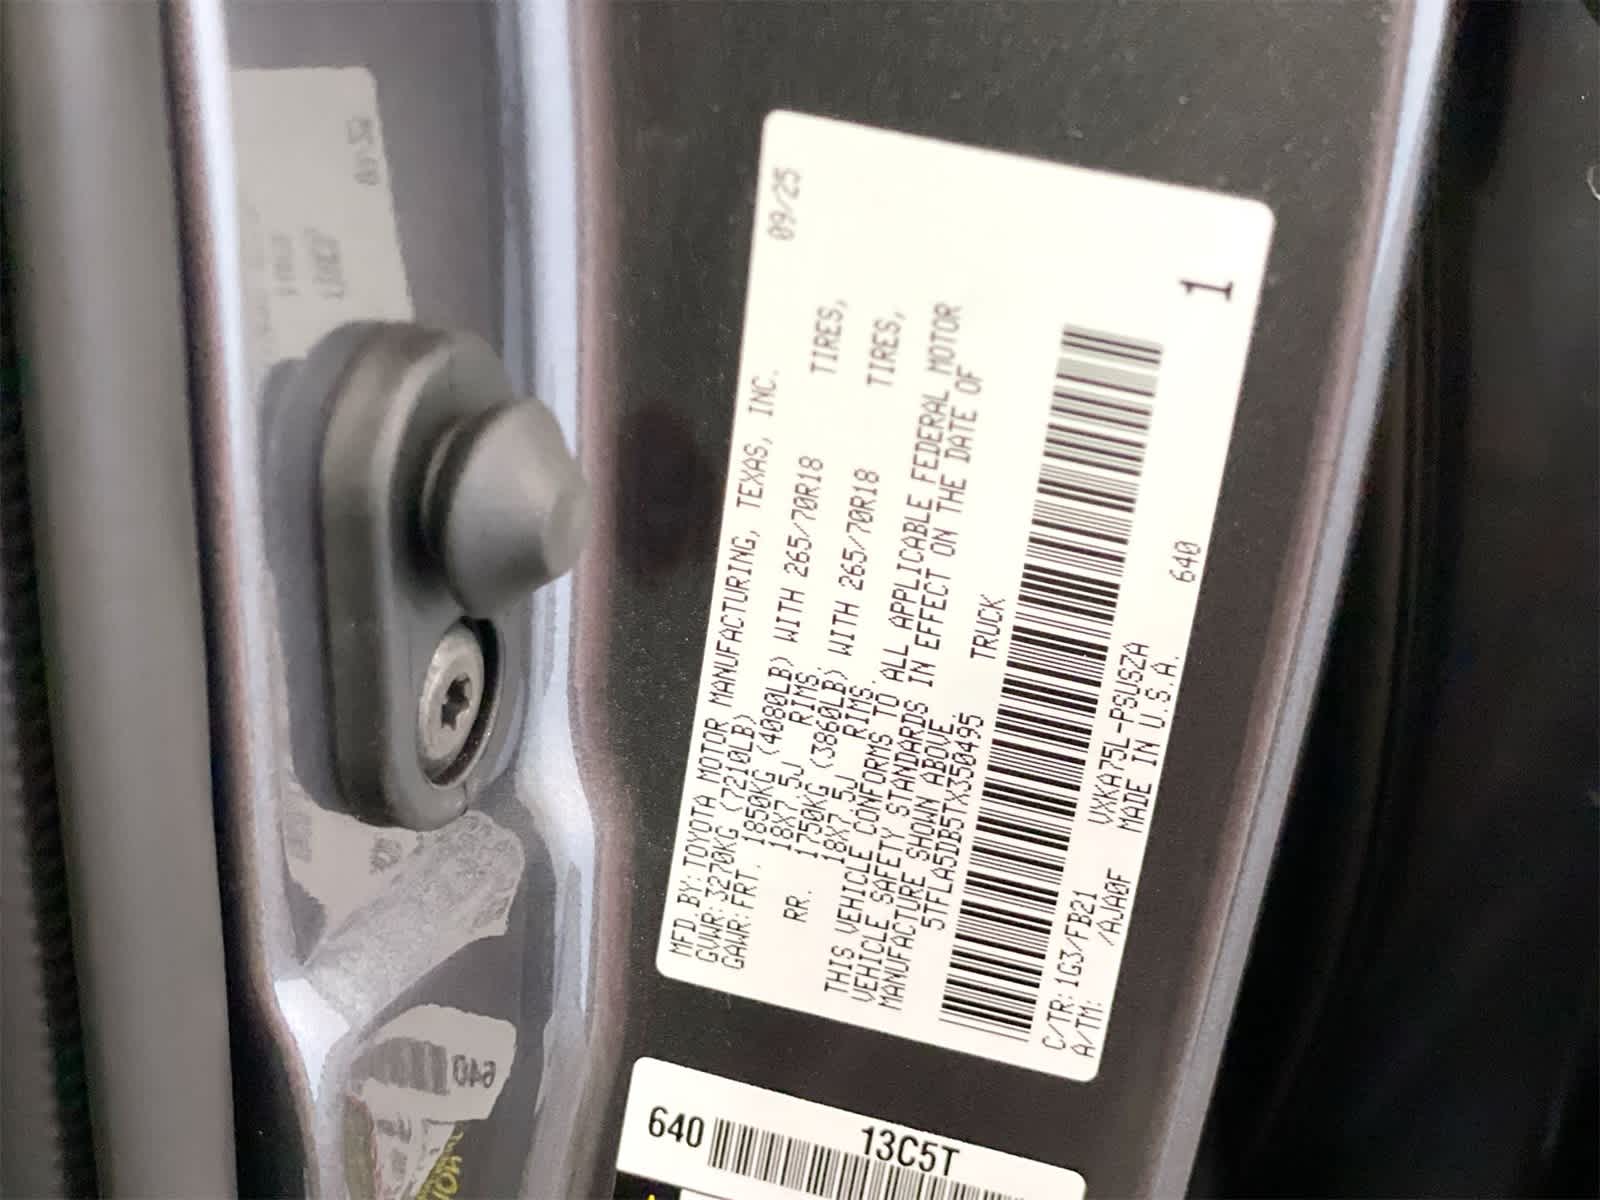 09/25
MFD.BY:TOYOTA MOTOR MANUFACTURING, TEXAS, INC.
GVWR:3270KG (7210LB)
GAWR:FRT. 1850KG (4080LB) WITH 265/70R18 TIRES,
18X7.5J RIMS,
RR. 1750KG (3860LB) WITH 265/70R18 TIRES,
18X7.5J RIMS.
THIS VEHICLE CONFORMS TO ALL APPLICABLE FEDERAL MOTOR
VEHICLE SAFETY STANDARDS IN EFFECT ON THE DATE OF
MANUFACTURE SHOWN ABOVE.
5TFLA5DB5TX350495 TRUCK
1
C/TR:1G3/FB21 VXKA75L-PSUSZA 640
A/TM: /AJA0F MADE IN U.S.A.
640 13C5T
640